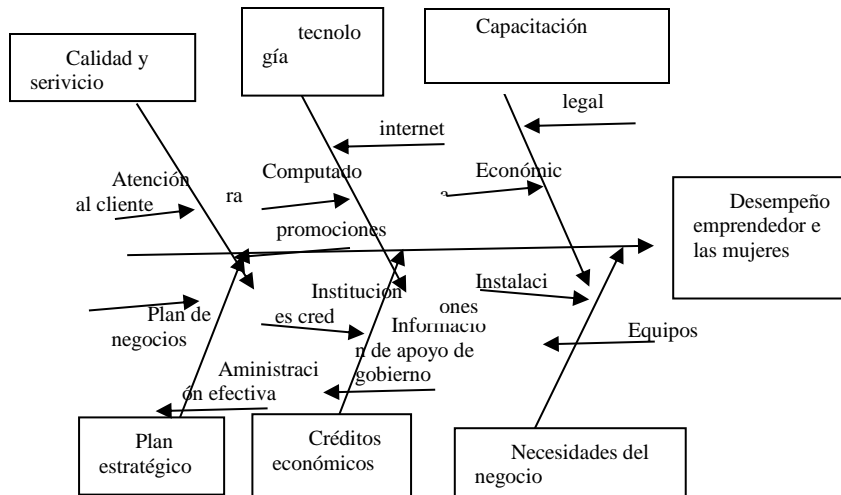 Calidad y
serivicio
tecnolo
gía
Capacitación
legal
internet
Computado
ra
Económic
a
Atención
al cliente
promociones
Desempeño
emprendedor e
las mujeres
Plan de
negocios
Institucion
es cred
Instalaci
ones
Informació
n de apoyo de
gobierno
Equipos
Aministraci
ón efectiva
Plan
estratégico
Créditos
económicos
Necesidades del
negocio